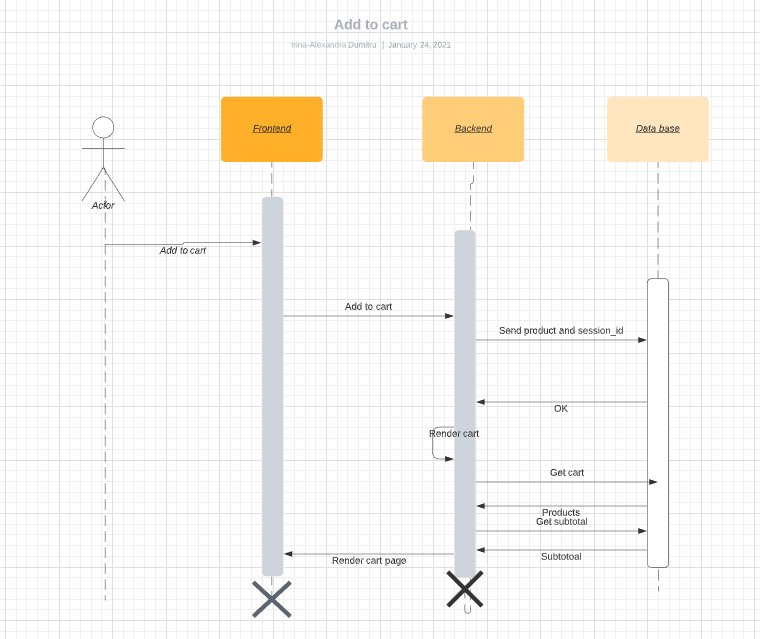 Add to cart
Irina-Alexandra Dumitru | January 24, 2021
Frontend
Backend
Data base
Actor
Add to cart
Add to cart
Send product and session_id
OK
Render cart
Get cart
Products
Get subtotal
Subtotoal
Render cart page